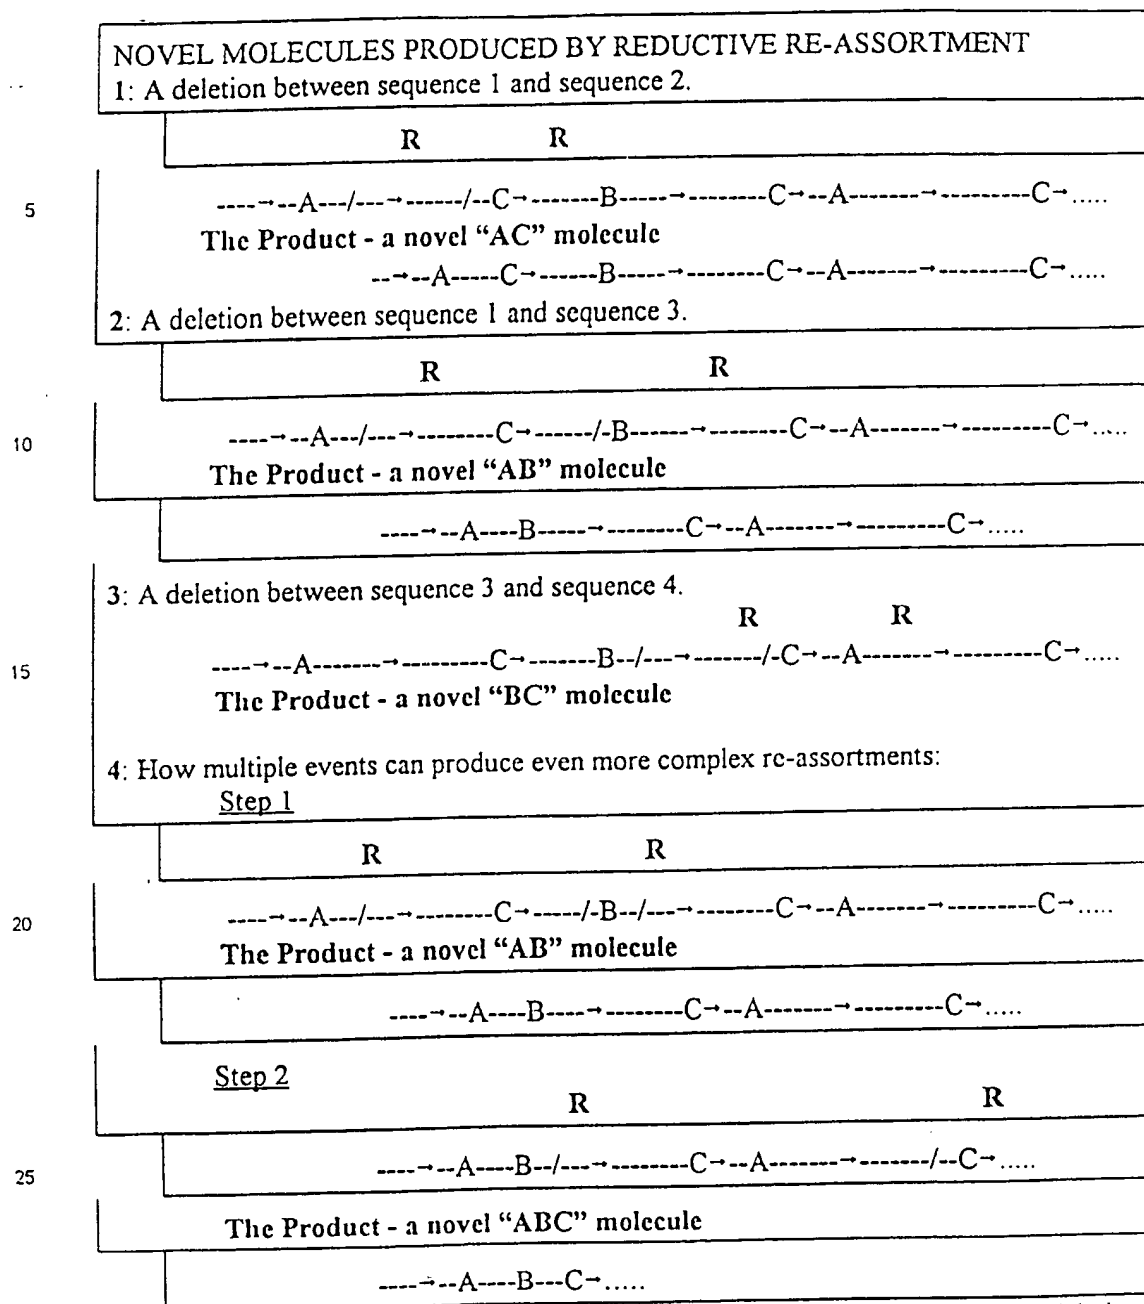 NOVEL MOLECULES PRODUCED BY REDUCTIVE RE-ASSORTMENT
1: A deletion between sequence 1 and sequence 2.
R R
5 ----→--A---/---→-------/--C→-------B-----→--------C→--A-------→---------C→.....
The Product - a novel “AC” molecule
--→--A-----C→------B-----→--------C→--A-------→---------C→.....
2: A deletion between sequence 1 and sequence 3.
R R
10 ----→--A---/---→--------C→------/-B------→--------C→--A-------→---------C→.....
The Product - a novel “AB” molecule
----→--A----B-----→--------C→--A-------→---------C→.....
3: A deletion between sequence 3 and sequence 4.
R R
15 ----→--A-------→---------C→-------B--/---→-------/-C→--A-------→---------C→.....
The Product - a novel “BC” molecule
4: How multiple events can produce even more complex re-assortments:
Step 1
R R
20 ----→--A---/---→--------C→-----/-B--/---→--------C→--A-------→---------C→.....
The Product - a novel “AB” molecule
----→--A----B----→--------C→--A-------→---------C→.....
Step 2
R R
25 ----→--A----B--/---→--------C→--A-------→-------/--C→.....
The Product - a novel “ABC” molecule
----→--A----B---C→.....